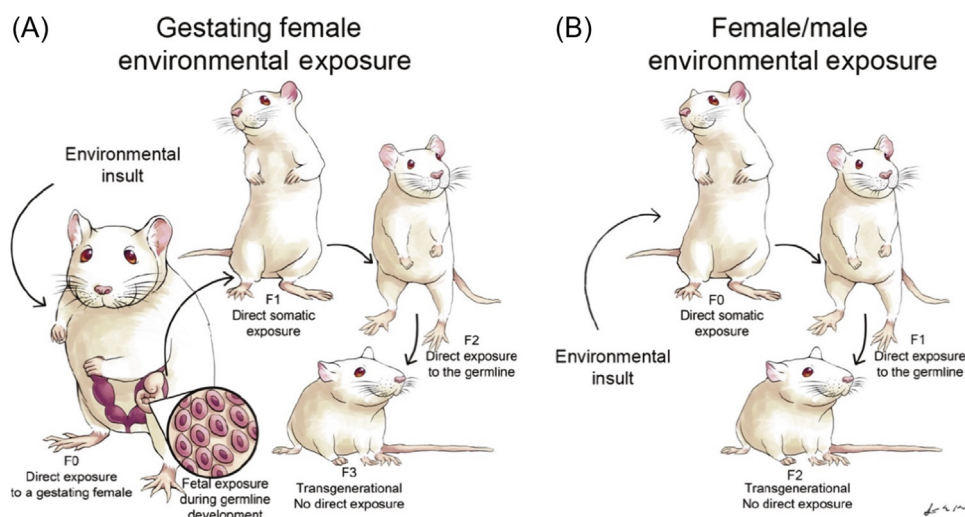 (A)
Gestating female
environmental exposure
Environmental
insult
F1
Direct somatic
exposure
F2
Direct exposure
to the germline
F0
Direct exposure
to a gestating female
Fetal exposure
during germline
development
F3
Transgenerational
No direct exposure
(B)
Female/male
environmental exposure
F0
Direct somatic
exposure
Environmental
insult
F1
Direct exposure
to the germline
F2
Transgenerational
No direct exposure